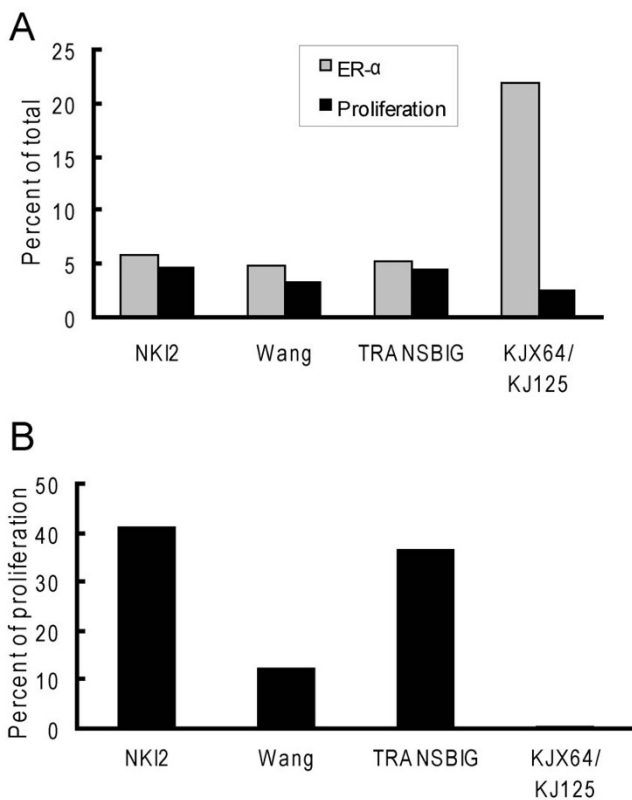 A
Percent of total
25
20
15
10
5
0
ER-α
Proliferation
NKI2 Wang TRANSBIG KJX64/
KJ125
B
Percent of proliferation
50
40
30
20
10
0
NKI2 Wang TRANSBIG KJX64/
KJ125